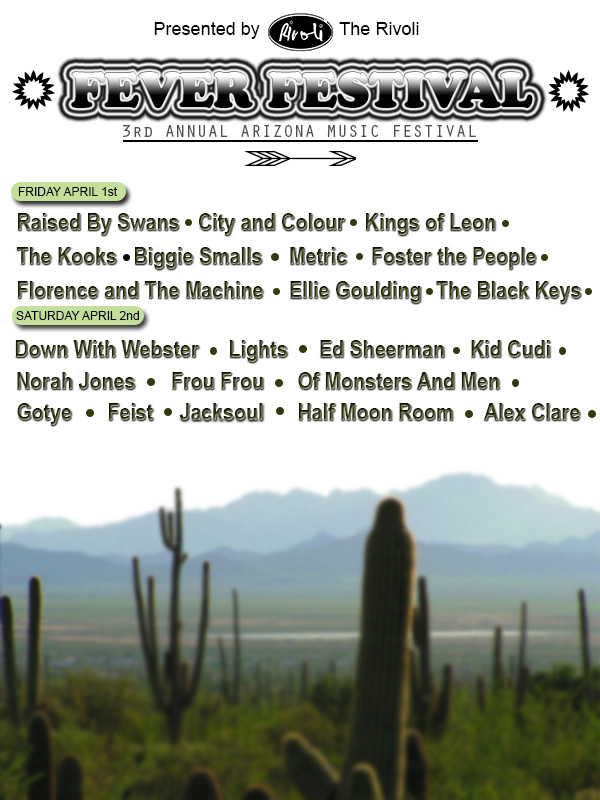 Presented by Rivoli The Rivoli
FEVER FESTIVAL
3RD ANNUAL ARIZONA MUSIC FESTIVAL
FRIDAY APRIL 1st
Raised By Swans • City and Colour • Kings of Leon •
The Kooks • Biggie Smalls • Metric • Foster the People •
Florence and The Machine • Ellie Goulding • The Black Keys •
SATURDAY APRIL 2nd
Down With Webster • Lights • Ed Sheerman • Kid Cudi •
Norah Jones • Frou Frou • Of Monsters And Men •
Gotye • Feist • Jacksoul • Half Moon Room • Alex Clare •